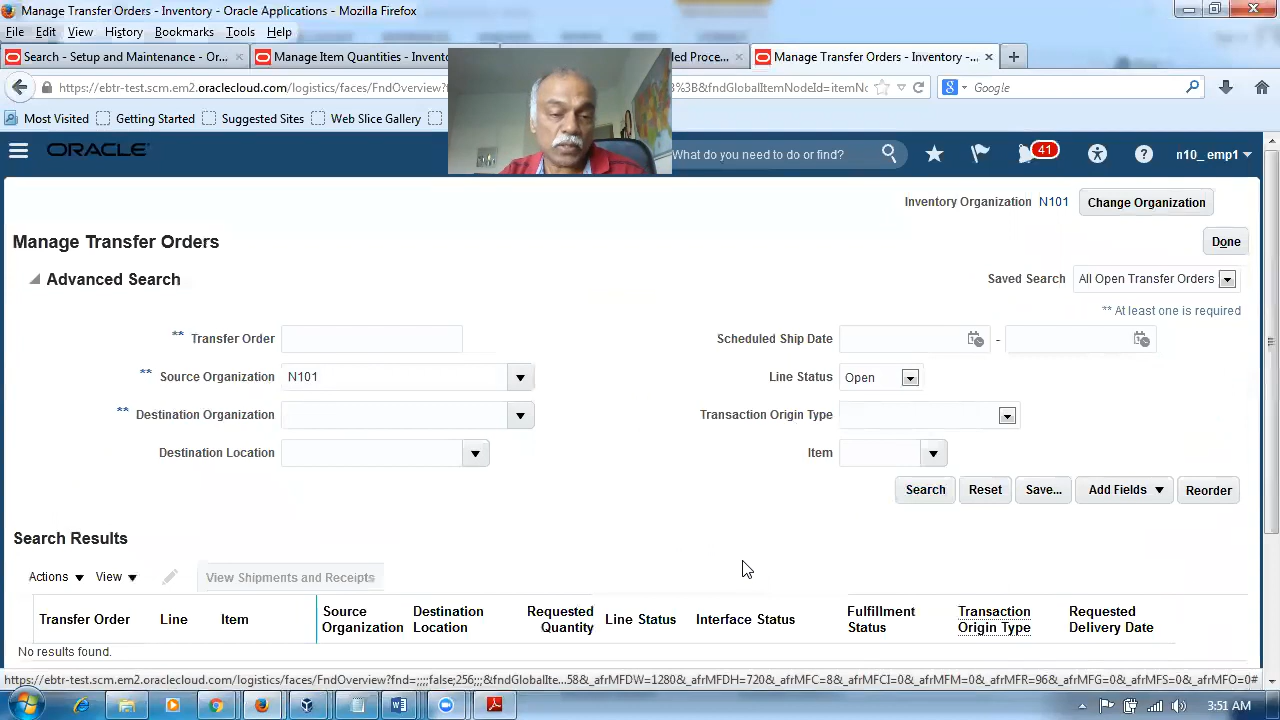 Manage Transfer Orders - Inventory - Oracle Applications - Mozilla Firefox
File Edit View History Bookmarks Tools Help
Search - Setup and Maintenance - Or...
Manage Item Quantities - Invento
led Proce...
Manage Transfer Orders - Inventory -...
https://ebtr-test.scm.em2.oraclecloud.com/logistics/faces/FndOverview?
3B&fndGlobalItemNodeId=itemNo
Google
Most Visited Getting Started Suggested Sites Web Slice Gallery
ORACLE
What do you need to do or find?
41
n10_emp1
Inventory Organization N101 Change Organization
Manage Transfer Orders
Done
Advanced Search
Saved Search All Open Transfer Orders
** At least one is required
** Transfer Order
Scheduled Ship Date -
** Source Organization N101
Line Status Open
** Destination Organization
Transaction Origin Type
Destination Location
Item
Search Reset Save... Add Fields Reorder
Search Results
Actions View View Shipments and Receipts
Transfer Order Line Item Source Organization Destination Location Requested Quantity Line Status Interface Status Fulfillment Status Transaction Origin Type Requested Delivery Date
No results found.
https://ebtr-test.scm.em2.oraclecloud.com/logistics/faces/FndOverview?fnd=;;;;false;256;;;&fndGlobalIte...58&_afrMFDW=1280&_afrMFDH=720&_afrMFC=8&_afrMFCI=0&_afrMFM=0&_afrMFR=96&_afrMFG=0&_afrMFS=0&_afrMFO=0#
3:51 AM